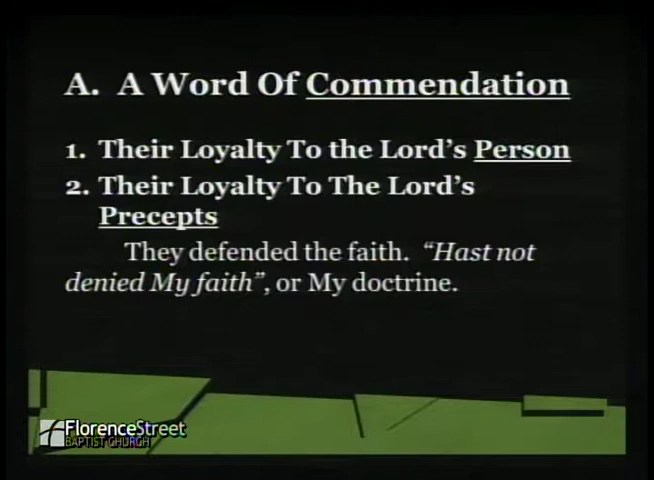 A. A Word Of Commendation
1. Their Loyalty To the Lord's Person
2. Their Loyalty To The Lord's
Precepts
They defended the faith. “Hast not
denied My faith”, or My doctrine.
FlorenceStreet
BAPTIST CHURCH